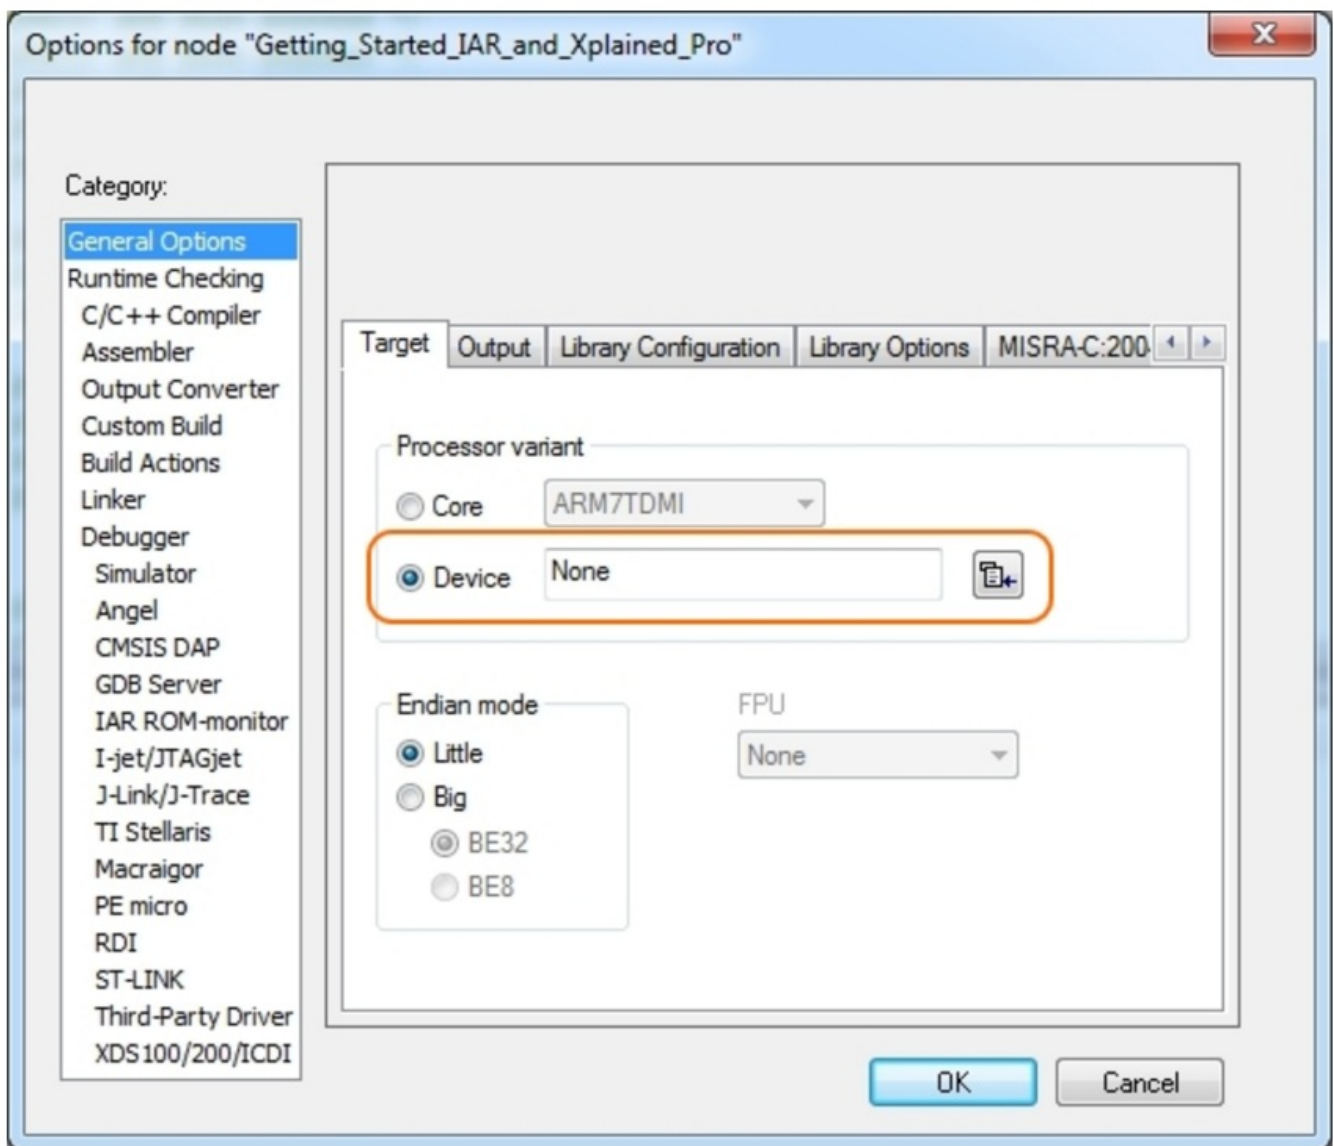 Options for node "Getting_Started_IAR_and_Xplained_Pro"
Category:
General Options
Runtime Checking
C/C++ Compiler
Assembler
Output Converter
Custom Build
Build Actions
Linker
Debugger
Simulator
Angel
CMSIS DAP
GDB Server
IAR ROM-monitor
I-jet/JTAGjet
J-Link/J-Trace
TI Stellaris
Macraigor
PE micro
RDI
ST-LINK
Third-Party Driver
XDS100/200/ICDI
Target Output Library Configuration Library Options MISRA-C:200
Processor variant
Core ARM7TDMI
Device None
Endian mode
Little
Big
BE32
BE8
FPU
None
OK Cancel